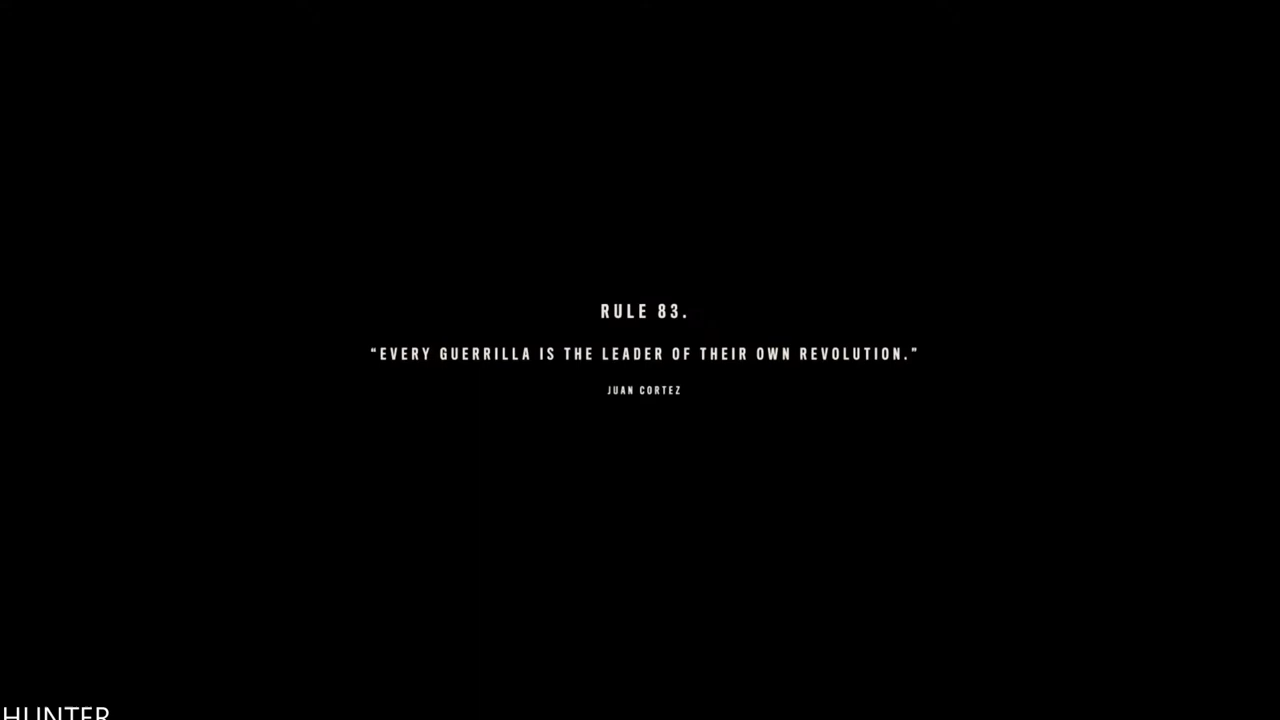 RULE 83.
“EVERY GUERRILLA IS THE LEADER OF THEIR OWN REVOLUTION.”
JUAN CORTEZ
HUNTER